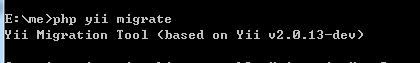 E:\me>php yii migrate
Yii Migration Tool (based on Yii v2.0.13-dev)